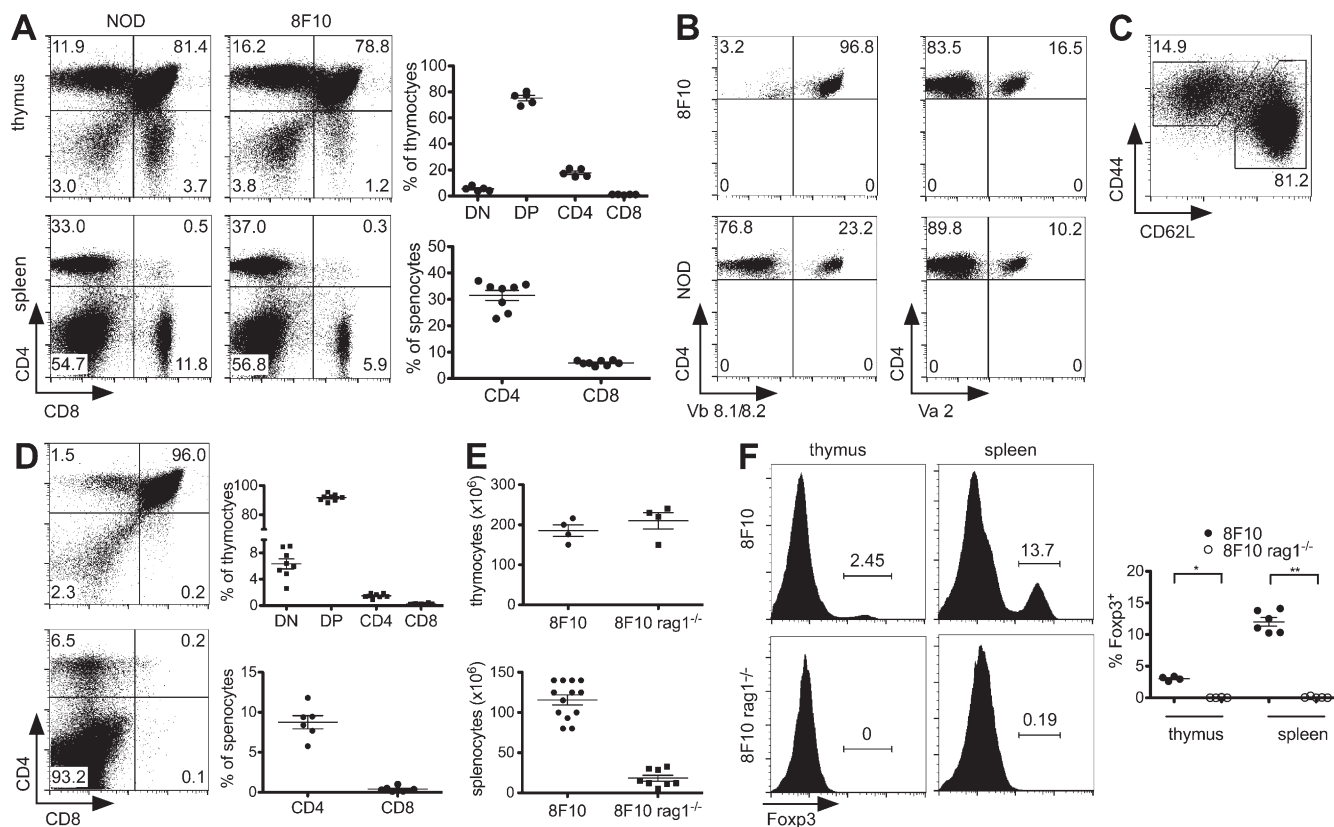 A
NOD
8F10
thymus
11.9
81.4
3.0
3.7
16.2
78.8
3.8
1.2
% of thymocytes
100
80
60
40
20
0
DN
DP
CD4
CD8
spleen
33.0
0.5
54.7
11.8
37.0
0.3
56.8
5.9
CD4
CD8
% of spenocytes
50
40
30
20
10
0
CD4
CD8
B
8F10
3.2
96.8
0
0
83.5
16.5
0
0
NOD
76.8
23.2
0
0
89.8
10.2
0
0
CD4
Vb 8.1/8.2
CD4
Va 2
C
14.9
81.2
CD44
CD62L
D
1.5
96.0
2.3
0.2
% of thymoctyes
100
80
8
4
0
DN
DP
CD4
CD8
6.5
0.2
93.2
0.1
CD4
CD8
% of spenocytes
15
10
5
0
CD4
CD8
E
thymocytes (x10⁶)
300
200
100
0
8F10
8F10 rag1-/-
splenocytes (x10⁶)
150
100
50
0
8F10
8F10 rag1-/-
F
thymus
spleen
8F10
2.45
13.7
8F10 rag1-/-
0
0.19
Foxp3
8F10
8F10 rag1-/-
% Foxp3+
20
15
10
5
0
*
**
thymus
spleen